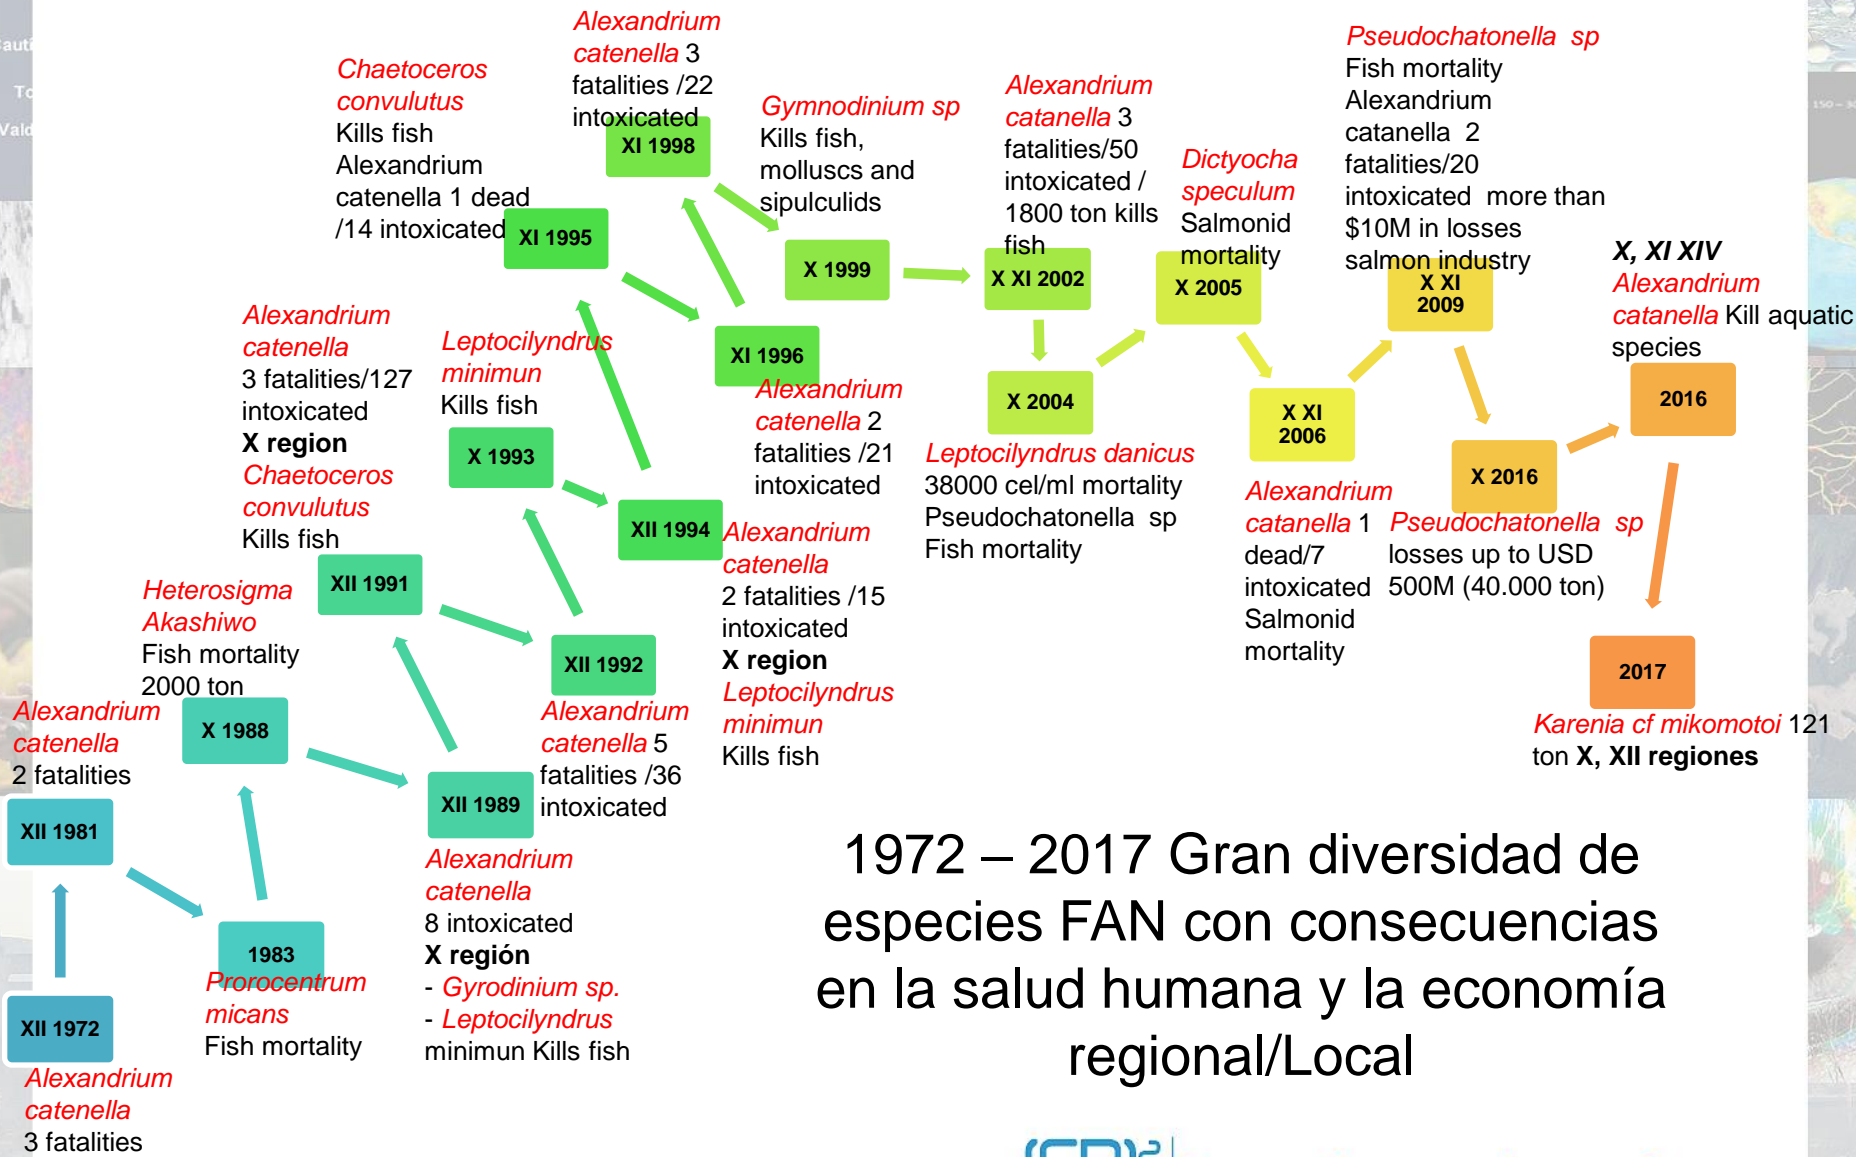 Alexandrium
catenella 3
fatalities /22
intoxicated
XI 1998
Chaetoceros
convulutus
Kills fish
Alexandrium
catenella 1 dead
/14 intoxicated
XI 1995
Gymnodinium sp
Kills fish,
molluscs and
sipulculids
X 1999
Alexandrium
catanella 3
fatalities/50
intoxicated /
1800 ton kills
fish
X XI 2002
Dictyocha
speculum
Salmonid
mortality
X 2005
Pseudochatonella sp
Fish mortality
Alexandrium
catanella 2
fatalities/20
intoxicated more than
$10M in losses
salmon industry
X XI
2009
X, XI XIV
Alexandrium
catanella Kill aquatic
species
2016
Alexandrium
catenella
3 fatalities/127
intoxicated
X region
Chaetoceros
convulutus
Kills fish
XII 1991
Leptocilyndrus
minimun
Kills fish
X 1993
XI 1996
Alexandrium
catenella 2
fatalities /21
intoxicated
X 2004
Leptocilyndrus danicus
38000 cel/ml mortality
Pseudochatonella sp
Fish mortality
X XI
2006
Alexandrium
catanella 1
dead/7
intoxicated
Salmonid
mortality
X 2016
Pseudochatonella sp
losses up to USD
500M (40.000 ton)
XII 1994
Alexandrium
catenella
2 fatalities /15
intoxicated
X region
Leptocilyndrus
minimun
Kills fish
Heterosigma
Akashiwo
Fish mortality
2000 ton
X 1988
XII 1992
Alexandrium
catenella 5
fatalities /36
intoxicated
2017
Karenia cf mikomotoi 121
ton X, XII regiones
Alexandrium
catenella
2 fatalities
XII 1981
XII 1989
Alexandrium
catenella
8 intoxicated
X región
- Gyrodinium sp.
- Leptocilyndrus
minimun Kills fish
1983
Prorocentrum
micans
Fish mortality
XII 1972
Alexandrium
catenella
3 fatalities
1972 – 2017 Gran diversidad de
especies FAN con consecuencias
en la salud humana y la economía
regional/Local